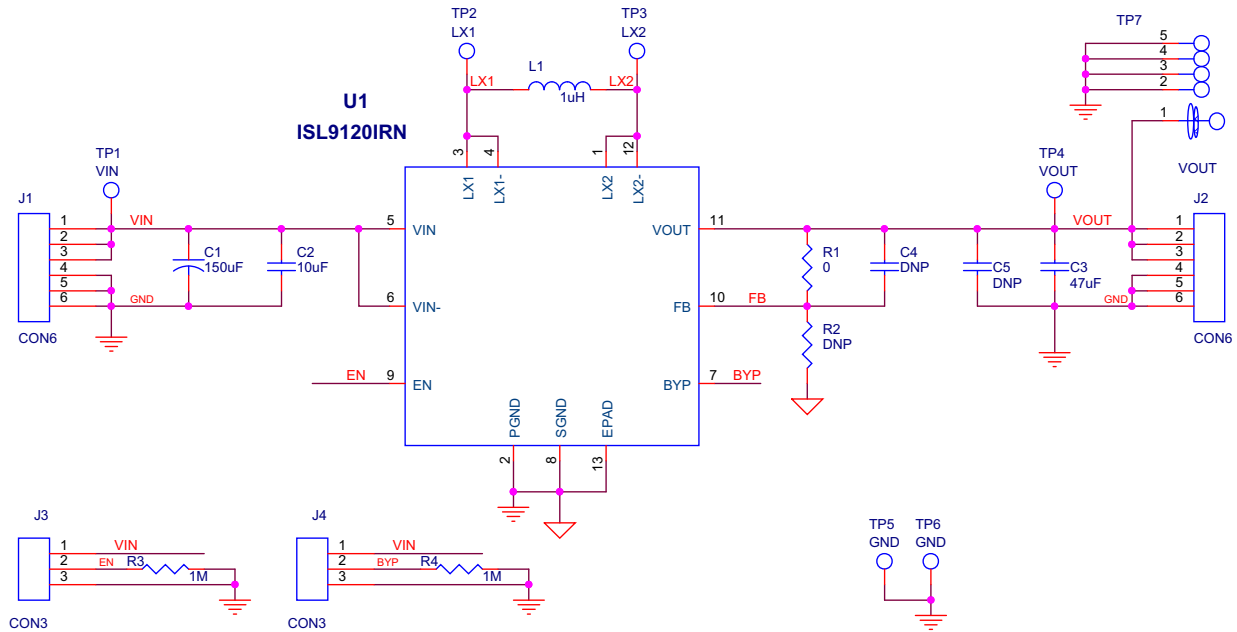 TP2
LX1
TP3
LX2
TP7
5
4
3
2
1
VOUT
LX1
L1
1uH
LX2
U1
ISL9120IRN
3
4
1
12
LX1
LX1-
LX2
LX2-
TP1
VIN
J1
1
2
3
4
5
6
CON6
VIN
GND
C1
150uF
C2
10uF
5
VIN
6
VIN-
EN
9
EN
PGND
SGND
EPAD
2
8
13
VOUT
11
FB
10
FB
BYP
7
BYP
R1
0
R2
DNP
C4
DNP
C5
DNP
C3
47uF
TP4
VOUT
VOUT
GND
J2
1
2
3
4
5
6
CON6
J3
1
2
3
CON3
VIN
EN
R3
1M
J4
1
2
3
CON3
VIN
BYP
R4
1M
TP5
GND
TP6
GND